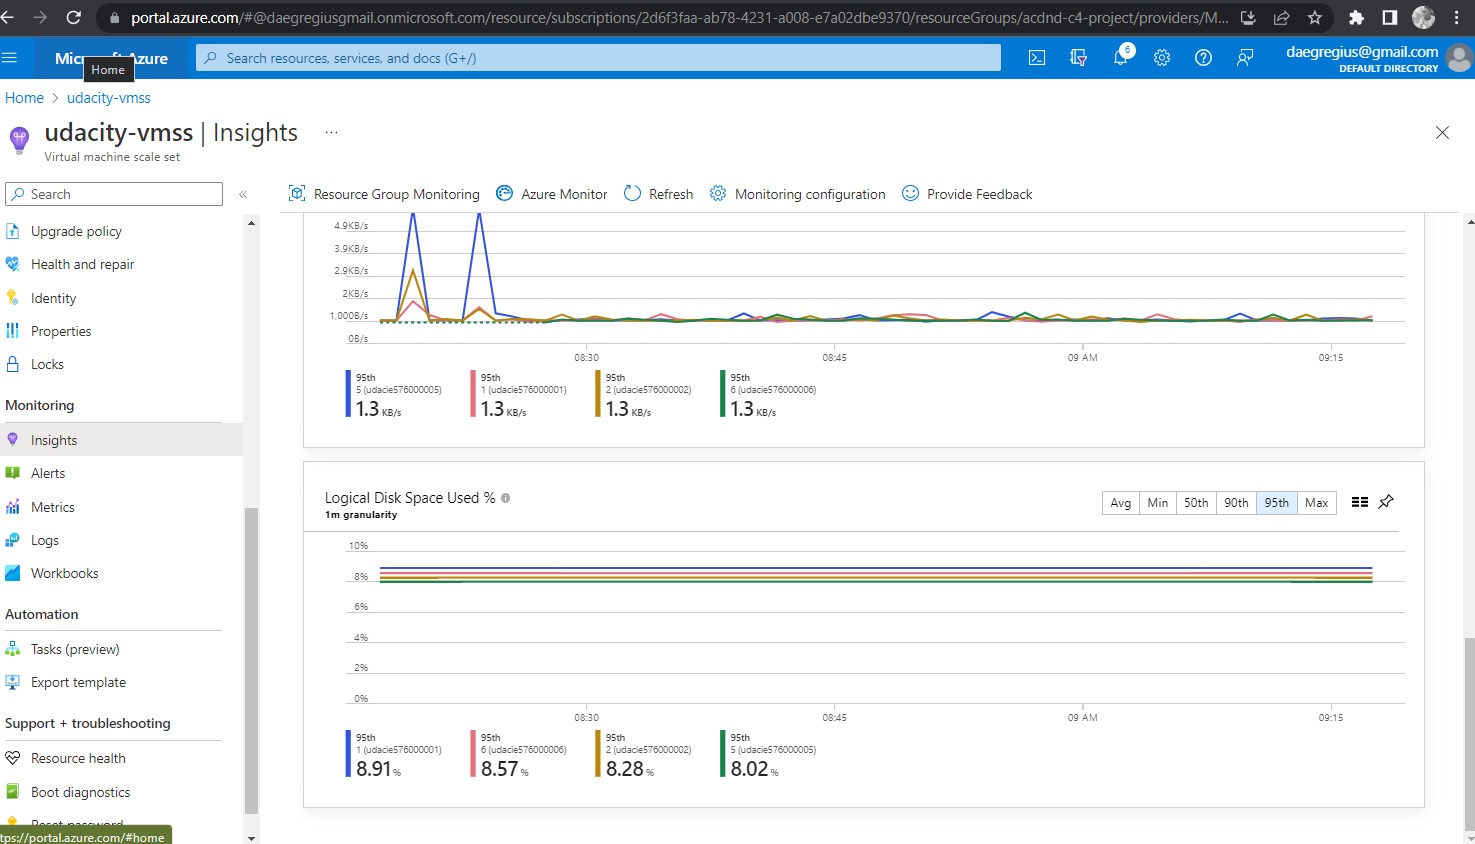 portal.azure.com/#@daegregiusgmail.onmicrosoft.com/resource/subscriptions/2d6f3faa-ab78-4231-a008-e7a02dbe9370/resourceGroups/acdnd-c4-project/providers/M...
Microsoft Azure
Home
Search resources, services, and docs (G+/)
6
daegregius@gmail.com
DEFAULT DIRECTORY
Home > udacity-vmss
udacity-vmss | Insights ...
Virtual machine scale set
Search
«
Resource Group Monitoring
Azure Monitor
Refresh
Monitoring configuration
Provide Feedback
Upgrade policy
Health and repair
Identity
Properties
Locks
Monitoring
Insights
Alerts
Metrics
Logs
Workbooks
Automation
Tasks (preview)
Export template
Support + troubleshooting
Resource health
Boot diagnostics
Reset password
tps://portal.azure.com/#home
4.9KB/s
3.9KB/s
2.9KB/s
2KB/s
1,000B/s
0B/s
08:30 08:45 09 AM 09:15
95th
5 (udacie576000005)
1.3 KB/s
95th
1 (udacie576000001)
1.3 KB/s
95th
2 (udacie576000002)
1.3 KB/s
95th
6 (udacie576000006)
1.3 KB/s
Logical Disk Space Used %
1m granularity
Avg Min 50th 90th 95th Max
10%
8%
6%
4%
2%
0%
08:30 08:45 09 AM 09:15
95th
1 (udacie576000001)
8.91 %
95th
6 (udacie576000006)
8.57 %
95th
2 (udacie576000002)
8.28 %
95th
5 (udacie576000005)
8.02 %